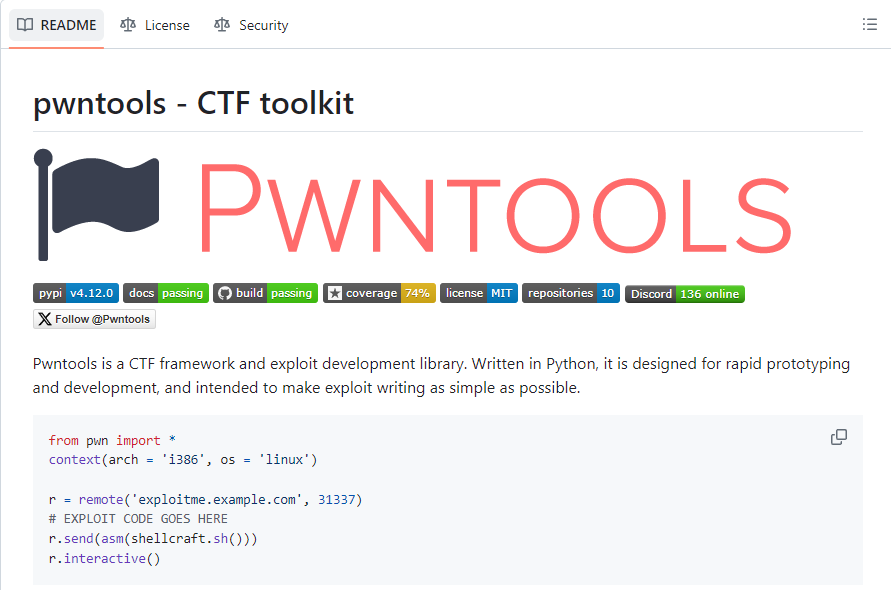 README License Security
pwntools - CTF toolkit
PWNTOOLS
pypi v4.12.0 docs passing build passing coverage 74% license MIT repositories 10 Discord 136 online
Follow @Pwntools
Pwntools is a CTF framework and exploit development library. Written in Python, it is designed for rapid prototyping
and development, and intended to make exploit writing as simple as possible.
from pwn import *
context(arch = 'i386', os = 'linux')
r = remote('exploitme.example.com', 31337)
# EXPLOIT CODE GOES HERE
r.send(asm(shellcraft.sh()))
r.interactive()